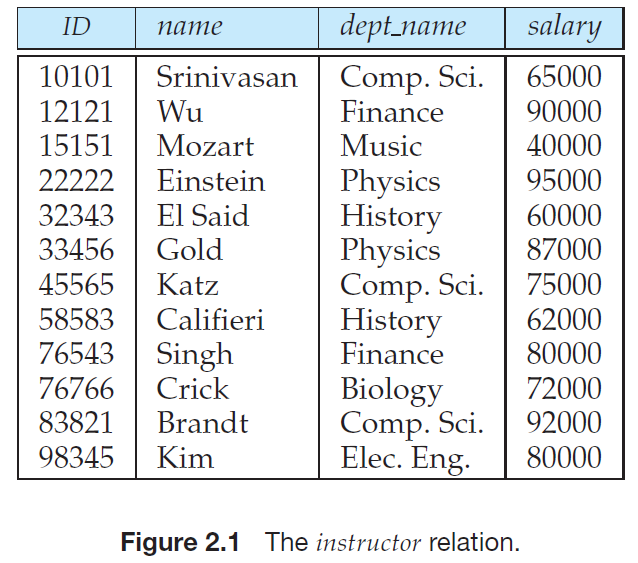 ID name dept_name salary
10101 Srinivasan Comp. Sci. 65000
12121 Wu Finance 90000
15151 Mozart Music 40000
22222 Einstein Physics 95000
32343 El Said History 60000
33456 Gold Physics 87000
45565 Katz Comp. Sci. 75000
58583 Califieri History 62000
76543 Singh Finance 80000
76766 Crick Biology 72000
83821 Brandt Comp. Sci. 92000
98345 Kim Elec. Eng. 80000
Figure 2.1 The instructor relation.